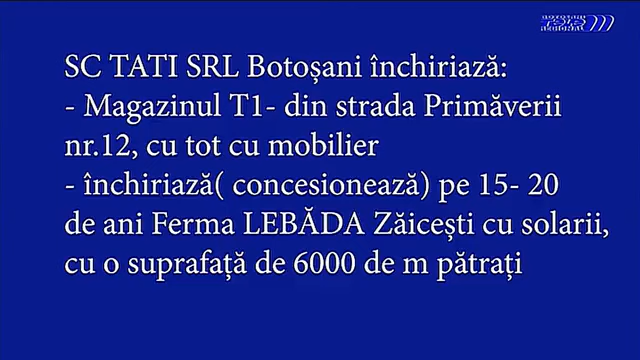 SC TATI SRL Botoșani închiriază:
- Magazinul T1- din strada Primăverii
nr.12, cu tot cu mobilier
- închiriază( concesionează) pe 15- 20
de ani Ferma LEBĂDA Zăicești cu solarii,
cu o suprafață de 6000 de m pătrați